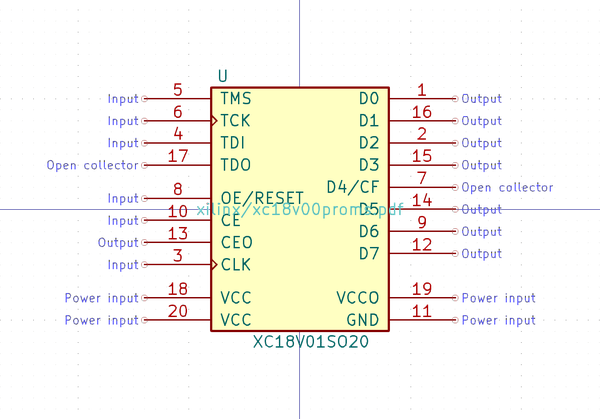 U
Input 5 TMS D0 1 Output
Input 6 TCK D1 16 Output
Input 4 TDI D2 2 Output
Open collector 17 TDO D3 15 Output
D4/CF 7 Open collector
Input 8 OE/RESET
xilinx/xc18v00proms.pdf
D5 14 Output
Input 10 CE
D6 9 Output
Output 13 CEO
D7 12 Output
Input 3 CLK
Power input 18 VCC VCCO 19 Power input
Power input 20 VCC GND 11 Power input
XC18V01SO20